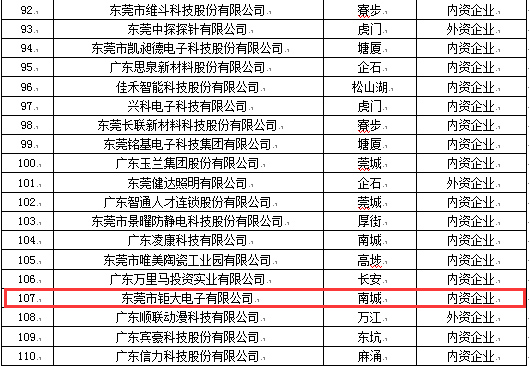 92 东莞市维斗科技股份有限公司 寮步 内资企业
93 东莞中探探针有限公司 虎门 外资企业
94 东莞市凯昶德电子科技股份有限公司 塘厦 内资企业
95 广东思泉新材料股份有限公司 企石 内资企业
96 佳禾智能科技股份有限公司 松山湖 内资企业
97 兴科电子科技有限公司 虎门 内资企业
98 东莞长联新材料科技股份有限公司 寮步 内资企业
99 东莞铭基电子科技集团有限公司 塘厦 内资企业
100 广东玉兰集团股份有限公司 莞城 内资企业
101 东莞健达照明有限公司 企石 外资企业
102 广东智通人才连锁股份有限公司 莞城 内资企业
103 东莞市景曜防静电科技股份有限公司 厚街 内资企业
104 广东凌康科技有限公司 南城 内资企业
105 东莞市唯美陶瓷工业园有限公司 高埗 内资企业
106 广东万里马投资实业有限公司 长安 内资企业
107 东莞市钜大电子有限公司 南城 内资企业
108 广东顺联动漫科技有限公司 万江 外资企业
109 广东宾豪科技股份有限公司 东坑 内资企业
110 广东信力科技股份有限公司 麻涌 内资企业